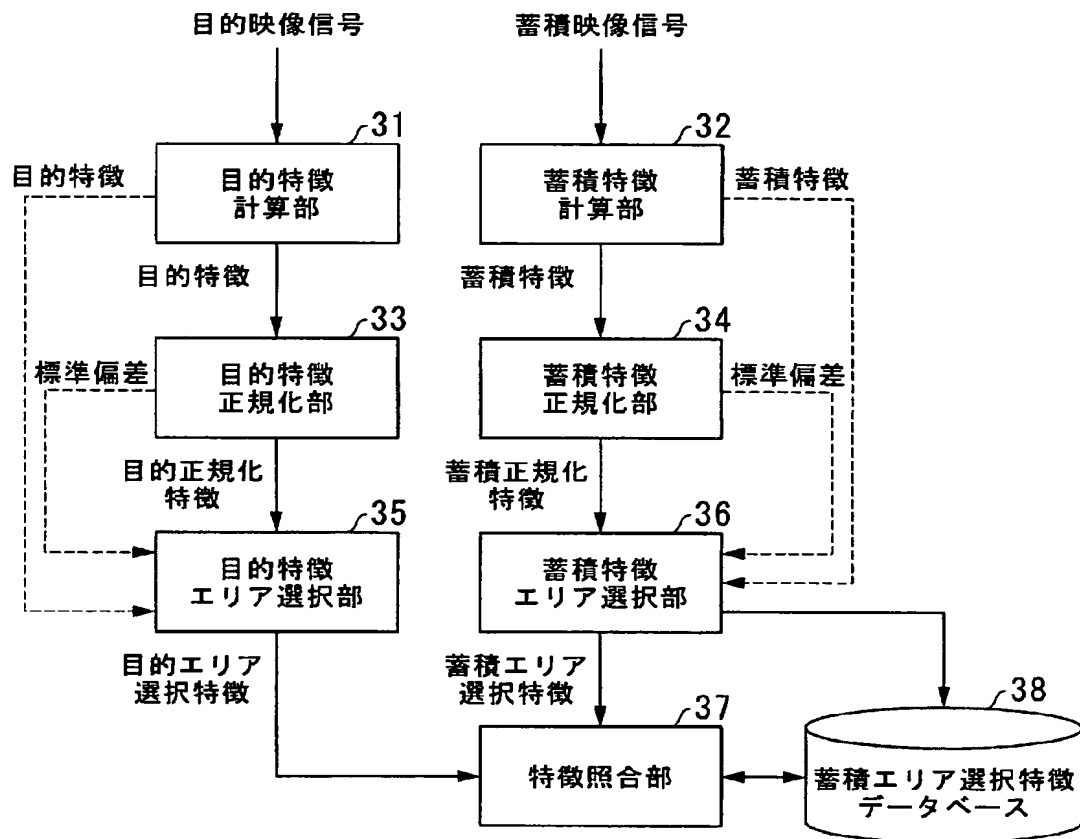 目的映像信号
蓄積映像信号
31
32
目的特徴
目的特徴
計算部
蓄積特徴
計算部
蓄積特徴
目的特徴
蓄積特徴
33
34
標準偏差
目的特徴
正規化部
蓄積特徴
正規化部
標準偏差
目的正規化
特徴
蓄積正規化
特徴
35
36
目的特徴
エリア選択部
蓄積特徴
エリア選択部
目的エリア
選択特徴
蓄積エリア
選択特徴
37
38
特徴照合部
蓄積エリア選択特徴
データベース